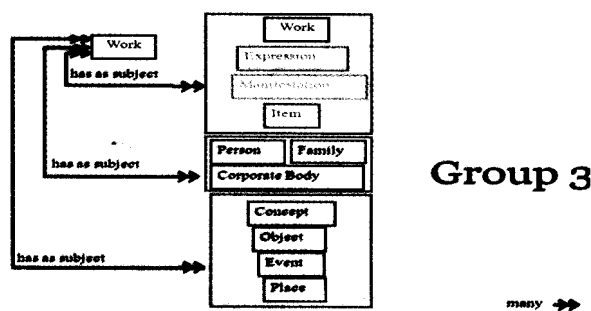 Work
Work
Expression
Manifestation
Item
has as subject
Person Family
Corporate Body
has as subject
Group 3
Concept
Object
Event
Place
has as subject
many